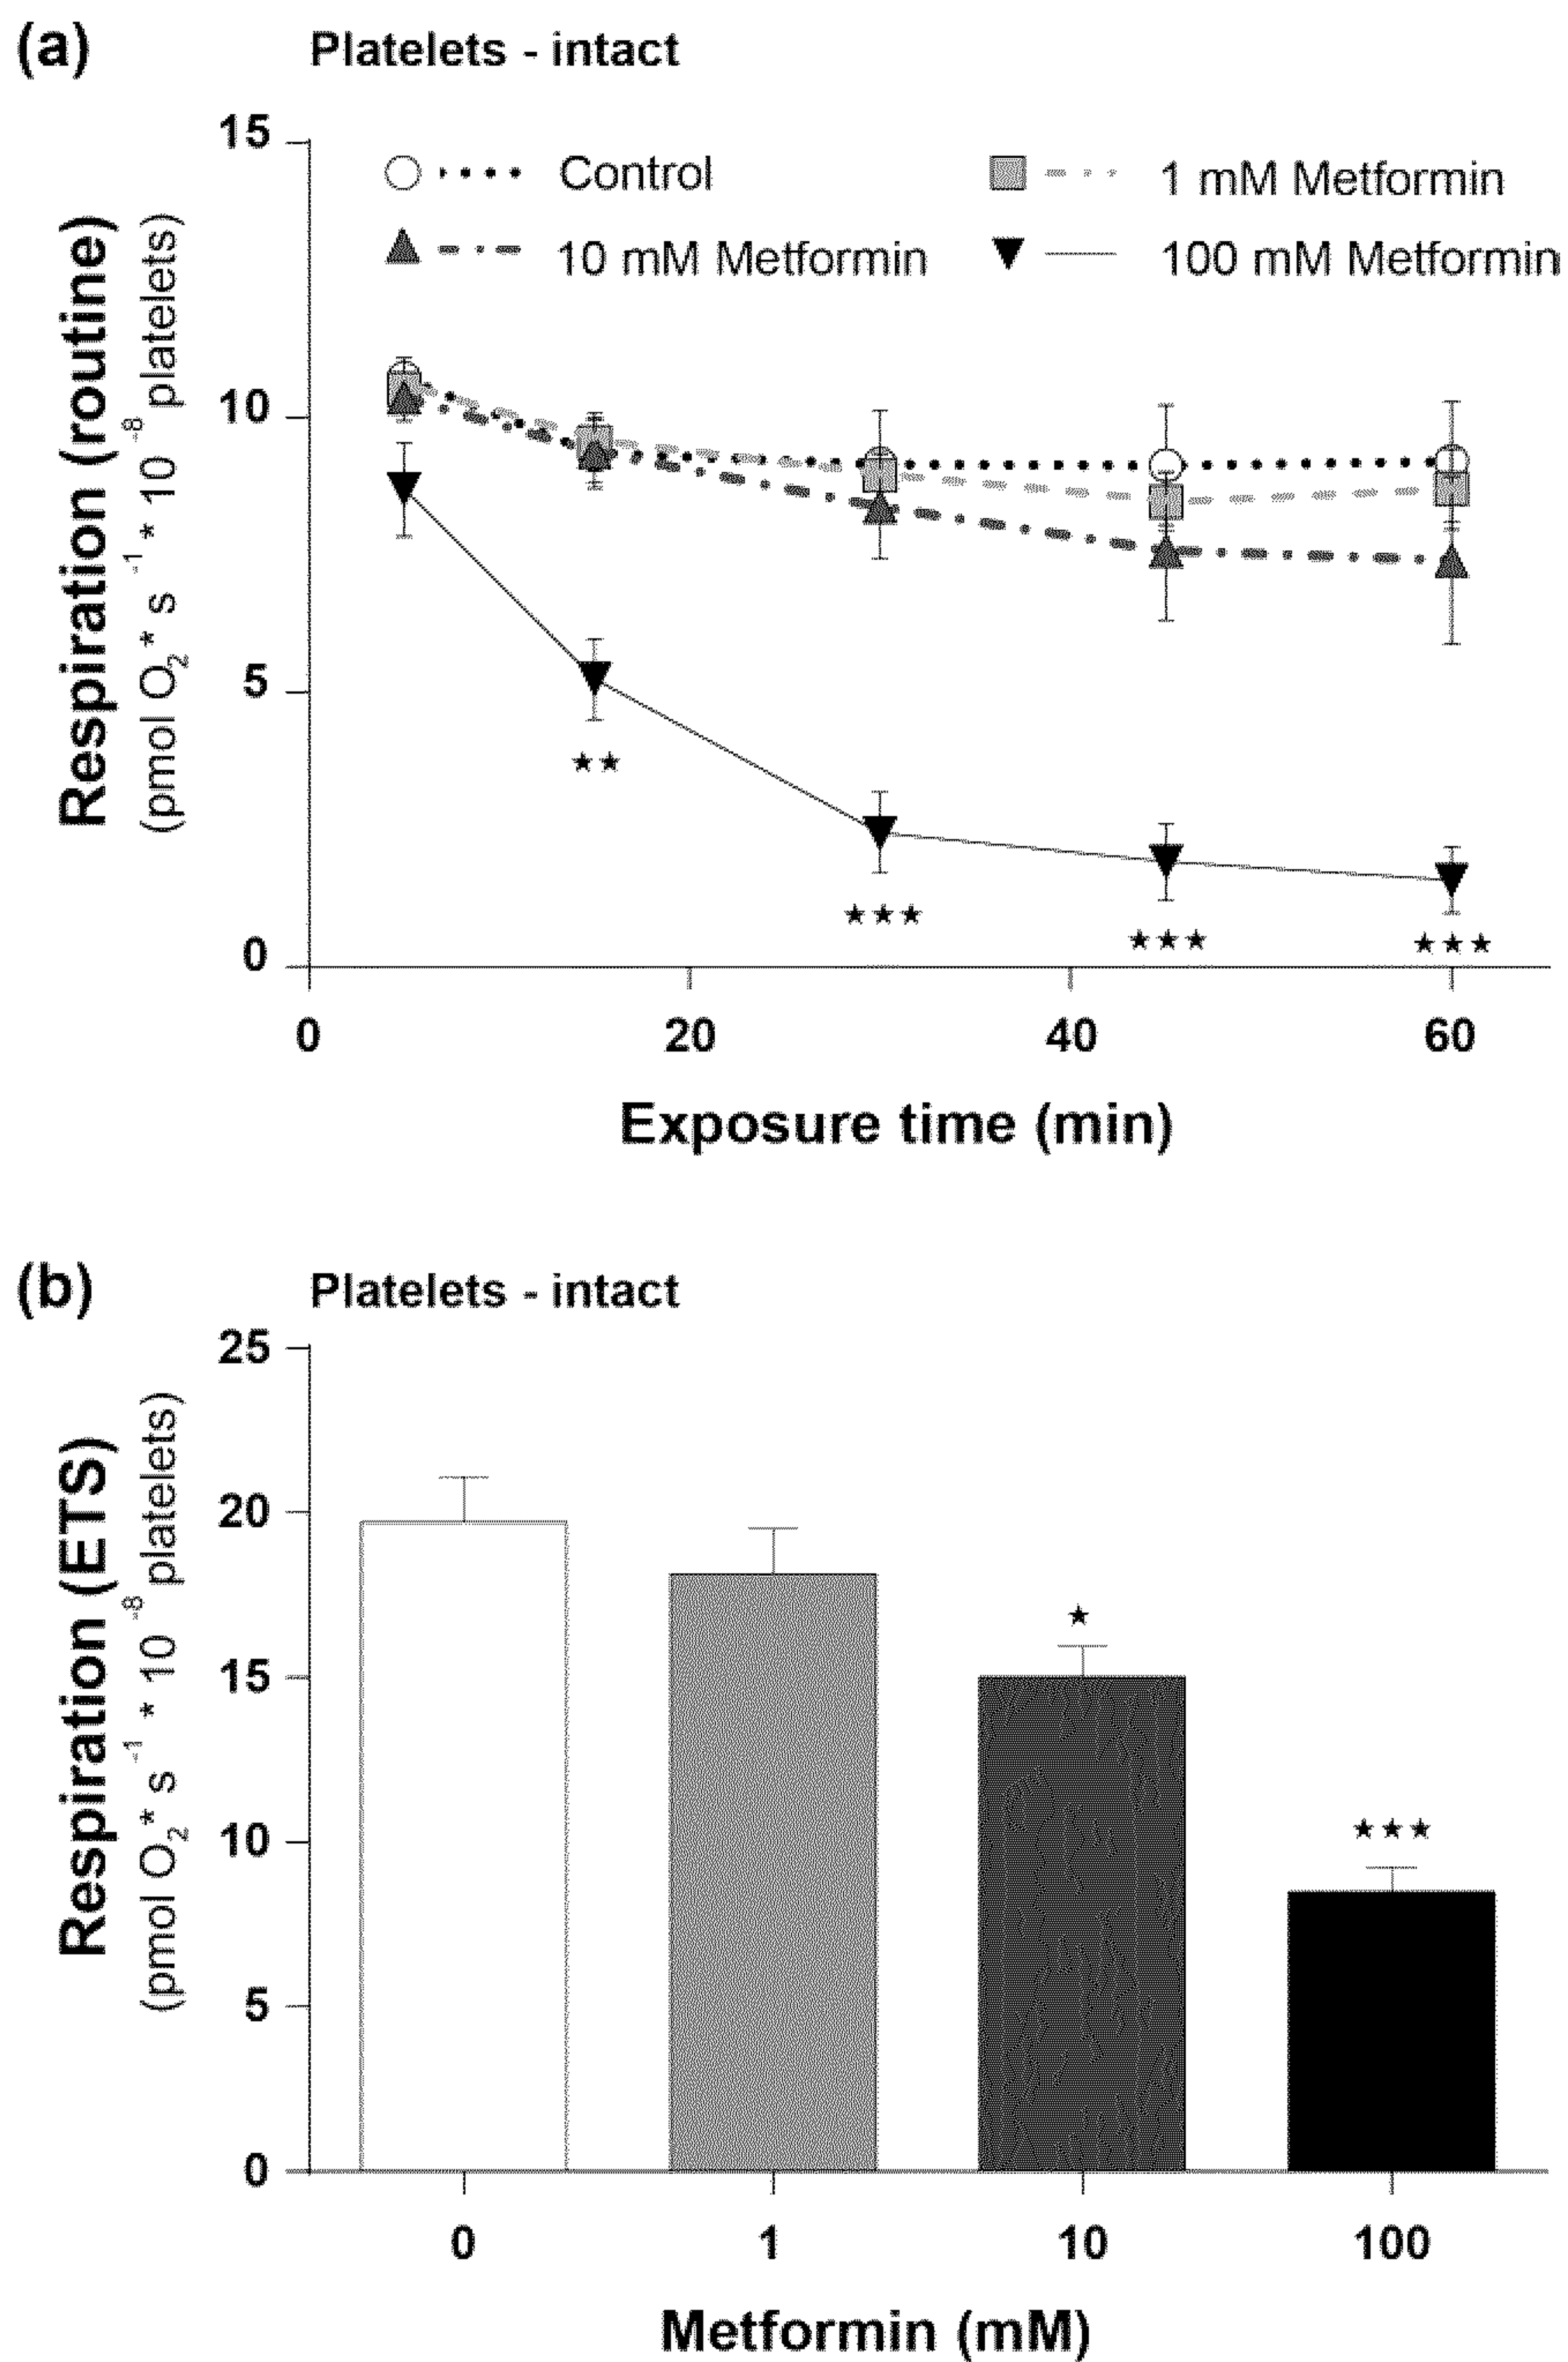 (a) Platelets - intact
15
Control
1 mM Metformin
10 mM Metformin
100 mM Metformin
Respiration (routine)
(pmol O₂* s⁻¹ * 10⁻⁸ platelets)
10
5
★★
★★★
★★★
★★★
0
0 20 40 60
Exposure time (min)
(b) Platelets - intact
25
Respiration (ETS)
(pmol O₂* s⁻¹ * 10⁻⁸ platelets)
20
★
15
★★★
10
5
0
0 1 10 100
Metformin (mM)